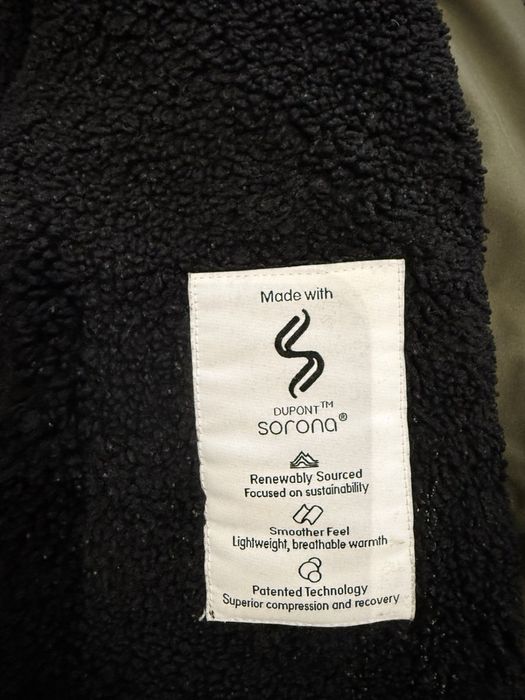 Made with
DUPONT™
sorona®
Renewably Sourced
Focused on sustainability
Smoother Feel
Lightweight, breathable warmth
Patented Technology
Superior compression and recovery